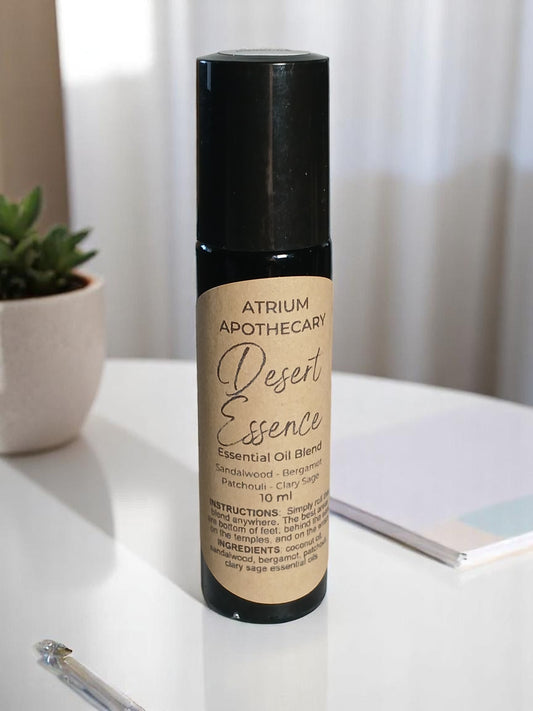 ATRIUM
APOTHECARY
Desert
Essence
Essential Oil Blend
Sandalwood - Bergamot
Patchouli - Clary Sage
10 ml
INSTRUCTIONS: Simply roll
blend anywhere. The best
are bottom of feet, behind the
on the temples, and on the
INGREDIENTS: coconut oil,
sandalwood, bergamot, patchouli,
clary sage essential oils